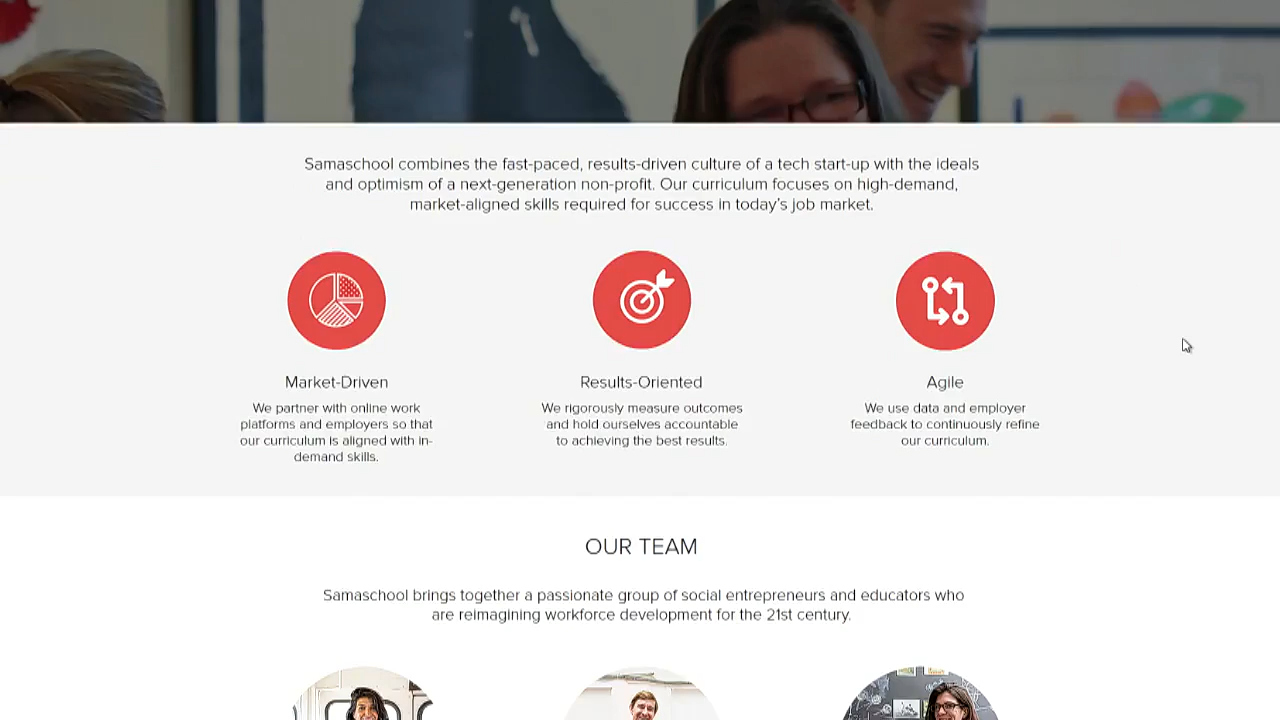 Samaschool combines the fast-paced, results-driven culture of a tech start-up with the ideals
and optimism of a next-generation non-profit. Our curriculum focuses on high-demand,
market-aligned skills required for success in today's job market.
Market-Driven
We partner with online work
platforms and employers so that
our curriculum is aligned with in-
demand skills.
Results-Oriented
We rigorously measure outcomes
and hold ourselves accountable
to achieving the best results.
Agile
We use data and employer
feedback to continuously refine
our curriculum.
OUR TEAM
Samaschool brings together a passionate group of social entrepreneurs and educators who
are reimagining workforce development for the 21st century.